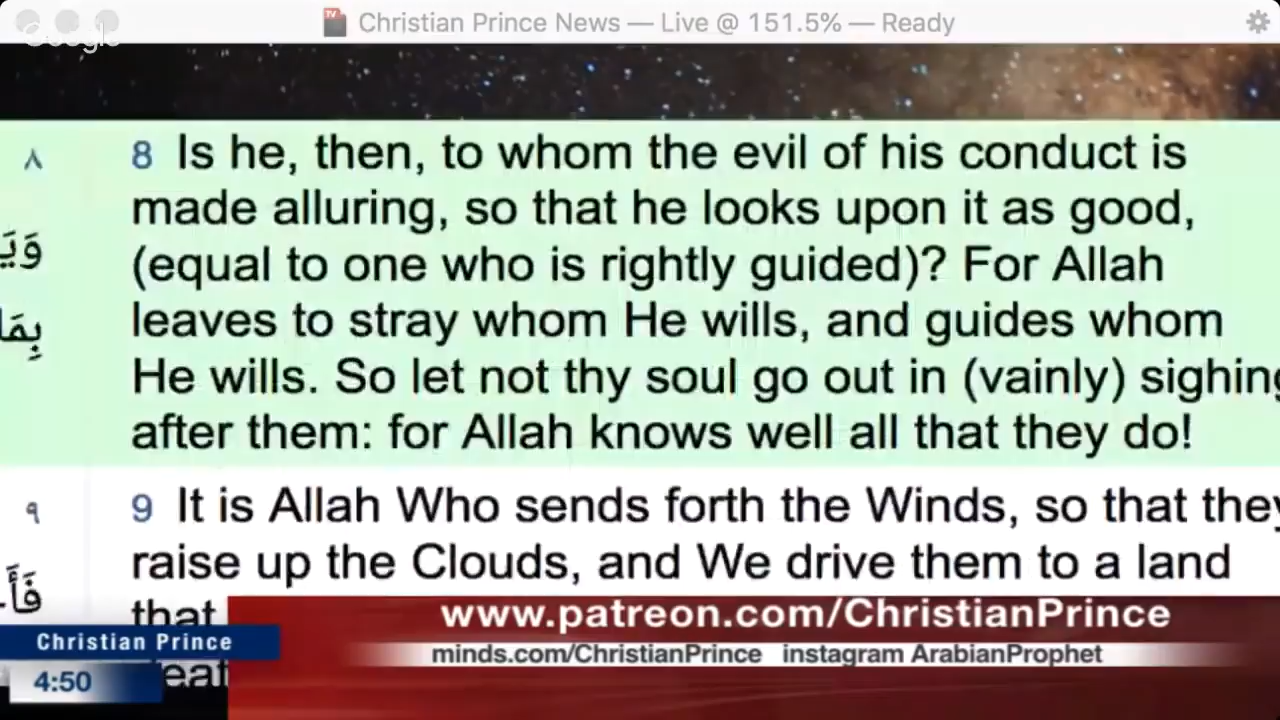 Christian Prince News — Live @ 151.5% — Ready
Google
٨
8 Is he, then, to whom the evil of his conduct is
made alluring, so that he looks upon it as good,
(equal to one who is rightly guided)? For Allah
leaves to stray whom He wills, and guides whom
He wills. So let not thy soul go out in (vainly) sighing
after them: for Allah knows well all that they do!
٩
9 It is Allah Who sends forth the Winds, so that they
raise up the Clouds, and We drive them to a land
that
www.patreon.com/ChristianPrince
minds.com/ChristianPrince instagram ArabianProphet
Christian Prince
4:50